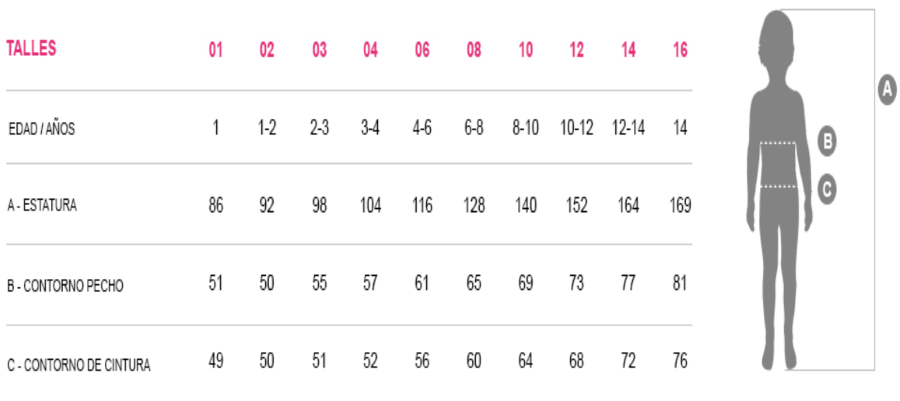 TALLES 01 02 03 04 06 08 10 12 14 16
EDAD / AÑOS 1 1-2 2-3 3-4 4-6 6-8 8-10 10-12 12-14 14
A - ESTATURA 86 92 98 104 116 128 140 152 164 169
B - CONTORNO PECHO 51 50 55 57 61 65 69 73 77 81
C - CONTORNO DE CINTURA 49 50 51 52 56 60 64 68 72 76
A
B
C